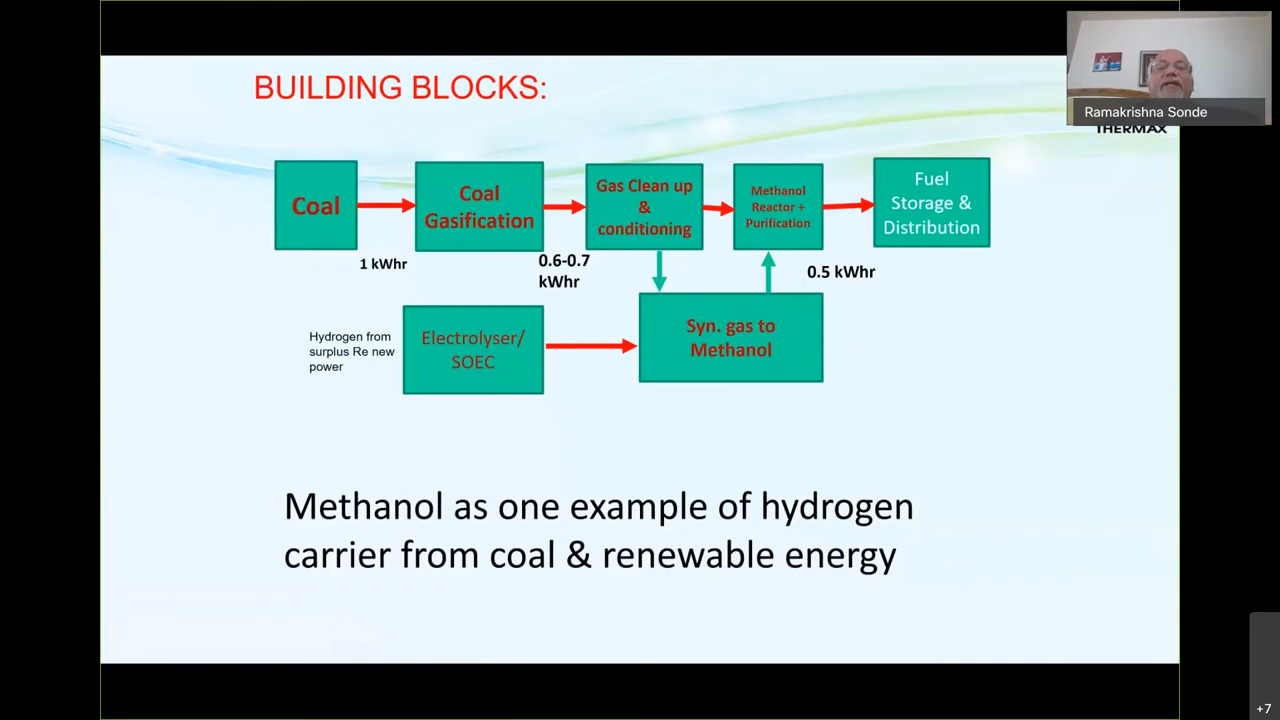 BUILDING BLOCKS:
Ramakrishna Sonde
THERMAX
Coal
Coal
Gasification
Gas Clean up
&
conditioning
Methanol
Reactor +
Purification
Fuel
Storage &
Distribution
1 kWhr
0.6-0.7
kWhr
0.5 kWhr
Hydrogen from
surplus Re new
power
Electrolyser/
SOEC
Syn. gas to
Methanol
Methanol as one example of hydrogen
carrier from coal & renewable energy
+7